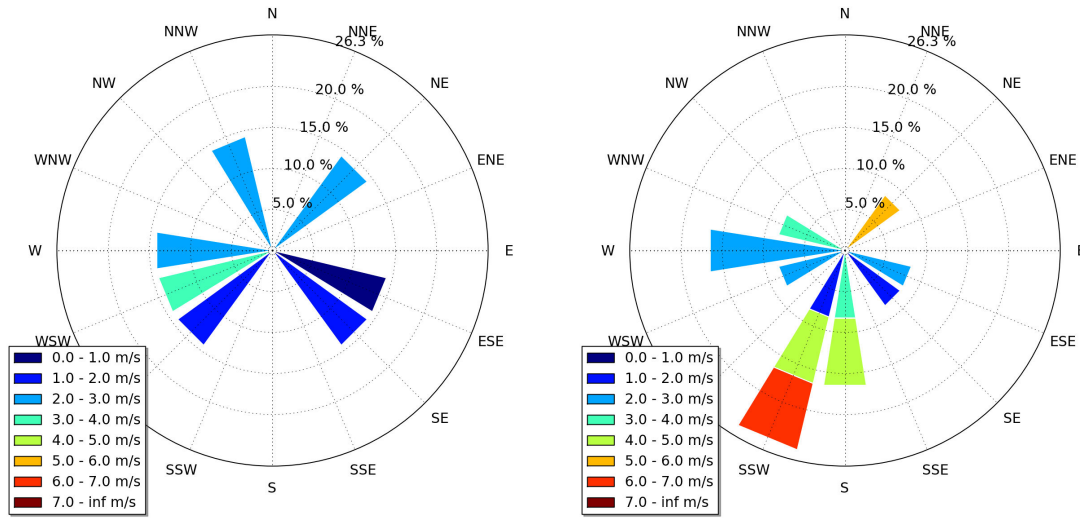 N
NNE
26.3 %
NE
ENE
E
ESE
SE
SSE
S
SSW
WSW
W
WNW
NW
NNW
20.0 %
15.0 %
10.0 %
5.0 %
0.0 - 1.0 m/s
1.0 - 2.0 m/s
2.0 - 3.0 m/s
3.0 - 4.0 m/s
4.0 - 5.0 m/s
5.0 - 6.0 m/s
6.0 - 7.0 m/s
7.0 - inf m/s
N
NNE
26.3 %
NE
ENE
E
ESE
SE
SSE
S
SSW
WSW
W
WNW
NW
NNW
20.0 %
15.0 %
10.0 %
5.0 %
0.0 - 1.0 m/s
1.0 - 2.0 m/s
2.0 - 3.0 m/s
3.0 - 4.0 m/s
4.0 - 5.0 m/s
5.0 - 6.0 m/s
6.0 - 7.0 m/s
7.0 - inf m/s